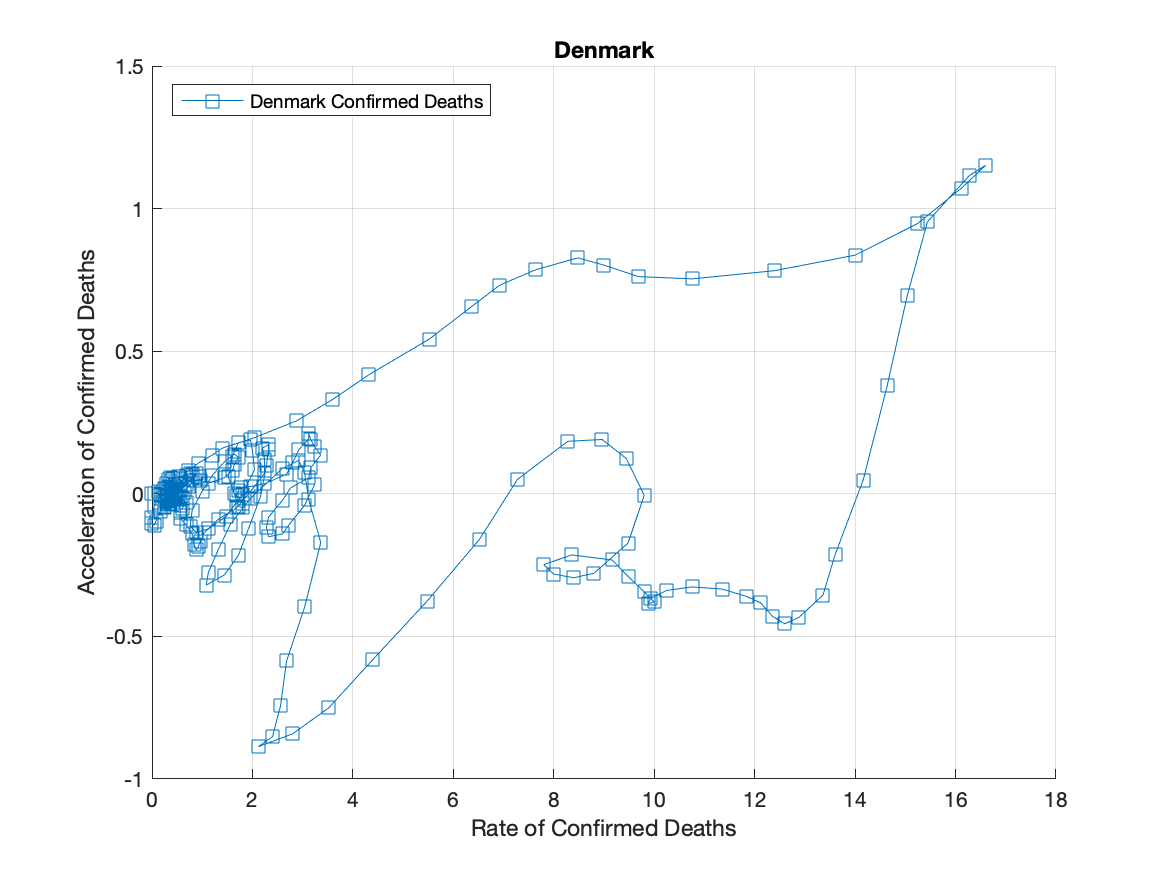 Denmark
1.5
Denmark Confirmed Deaths
1
0.5
0
-0.5
-1
Acceleration of Confirmed Deaths
0 2 4 6 8 10 12 14 16 18
Rate of Confirmed Deaths